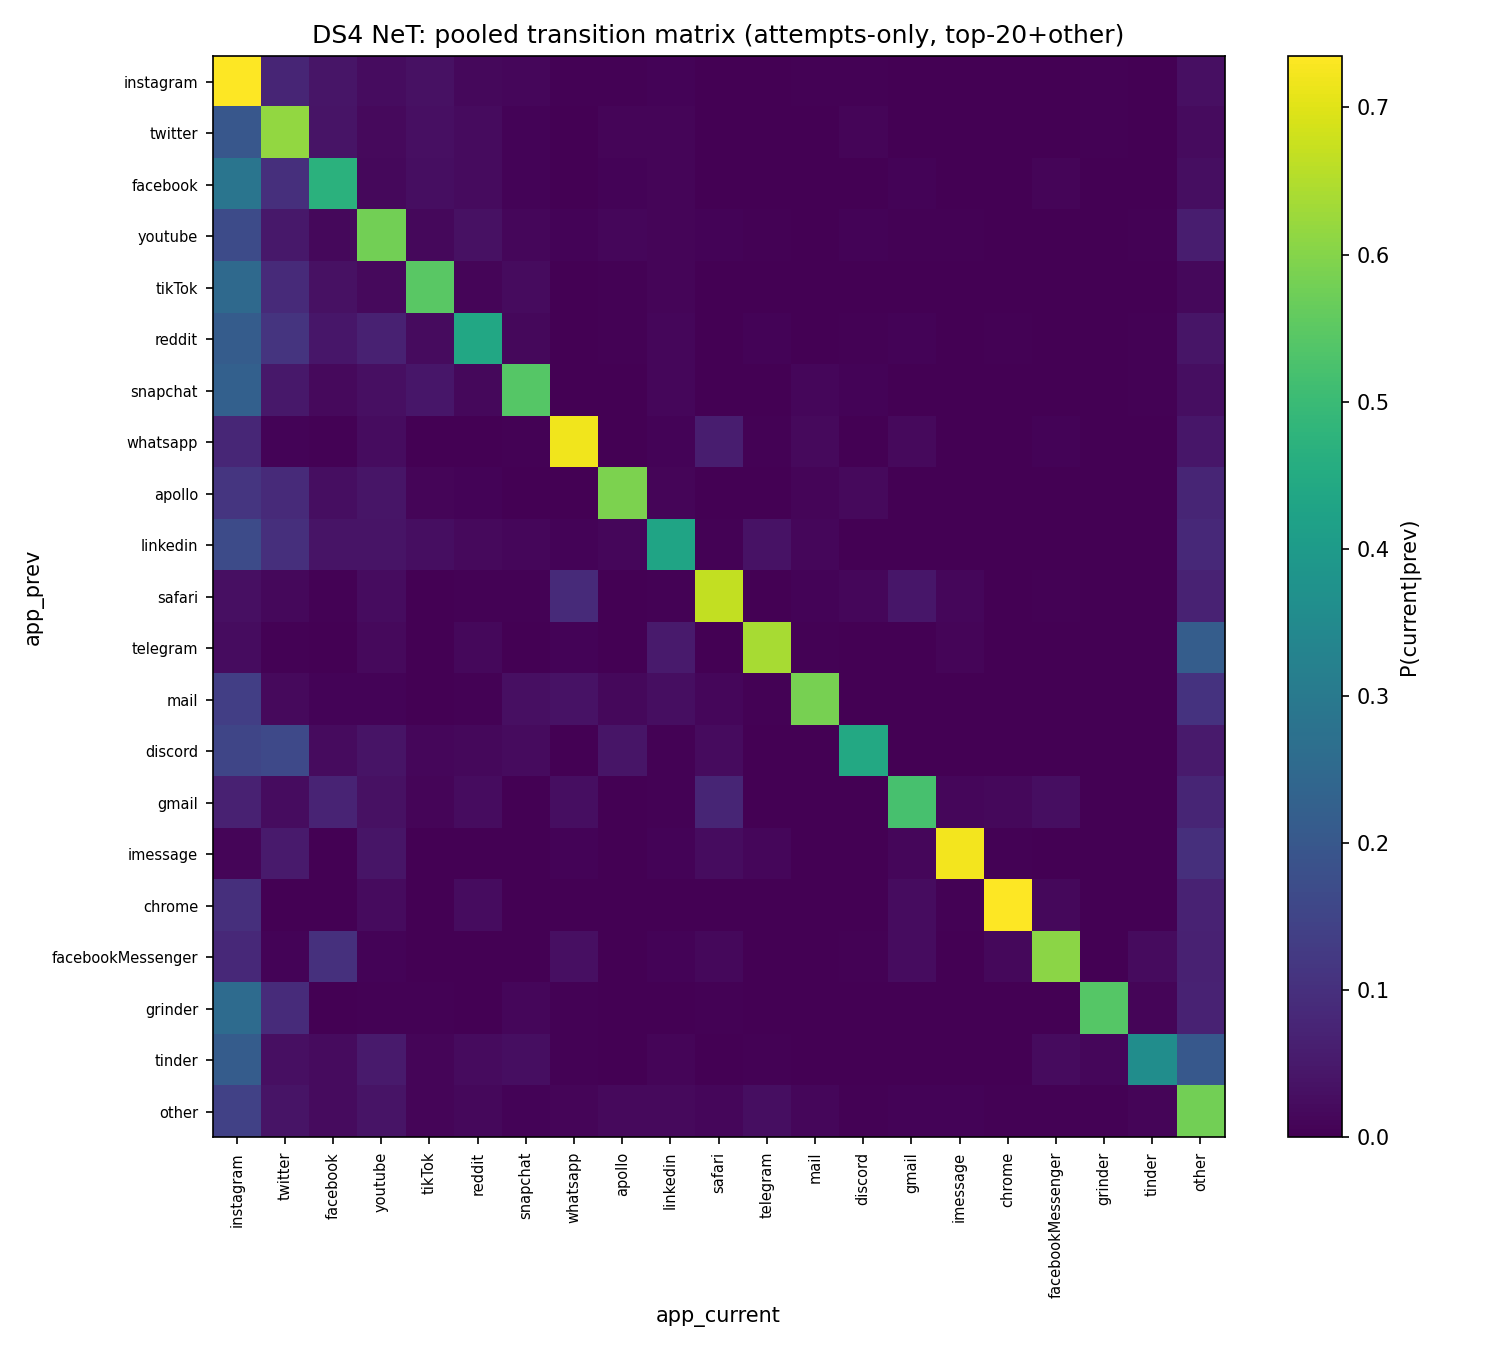 DS4 NeT: pooled transition matrix (attempts-only, top-20+other)
instagram
twitter
facebook
youtube
tikTok
reddit
snapchat
whatsapp
apollo
linkedin
safari
telegram
mail
discord
gmail
imessage
chrome
facebookMessenger
grinder
tinder
other
app_prev
instagram
twitter
facebook
youtube
tikTok
reddit
snapchat
whatsapp
apollo
linkedin
safari
telegram
mail
discord
gmail
imessage
chrome
facebookMessenger
grinder
tinder
other
app_current
0.7
0.6
0.5
0.4
0.3
0.2
0.1
0.0
P(current|prev)